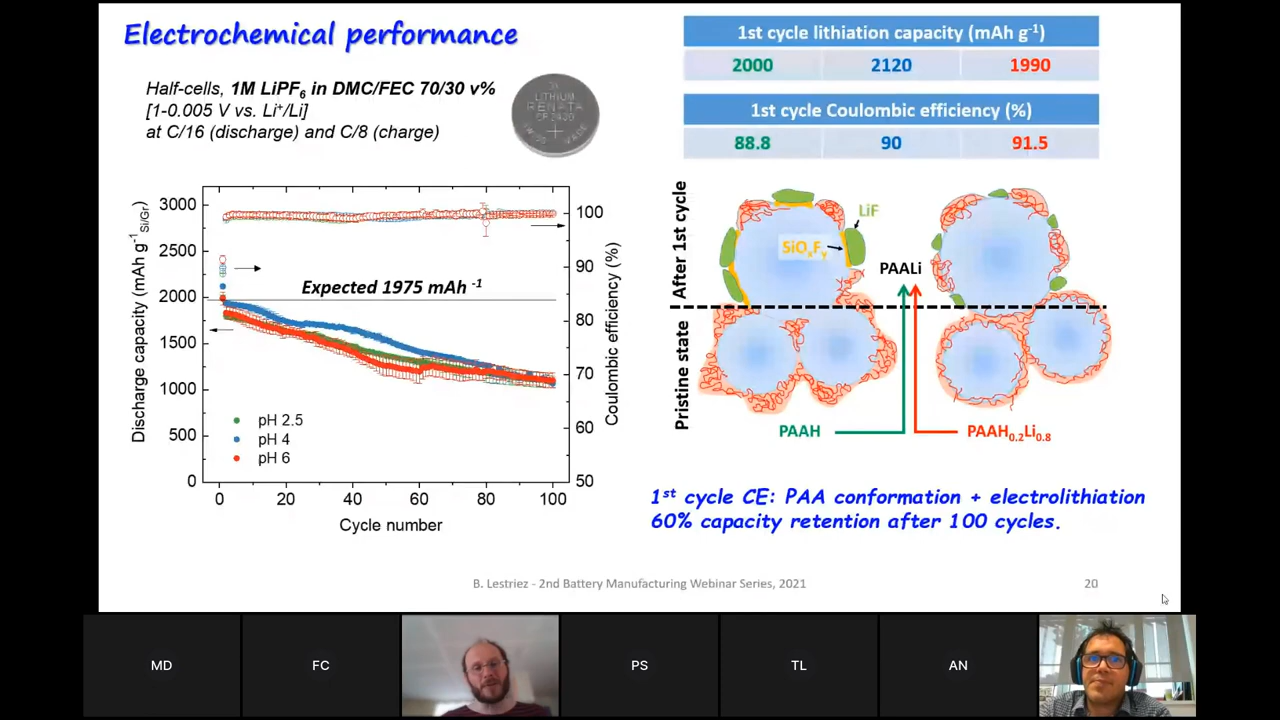 Electrochemical performance
Half-cells, 1M LiPF6 in DMC/FEC 70/30 v%
[1-0.005 V vs. Li+/Li]
at C/16 (discharge) and C/8 (charge)
LITHIUM
RENATA
1st cycle lithiation capacity (mAh g-1)
2000 2120 1990
1st cycle Coulombic efficiency (%)
88.8 90 91.5
Discharge capacity (mAh g-1 Si/Gr)
3000
2500
2000
1500
1000
500
0
Expected 1975 mAh -1
pH 2.5
pH 4
pH 6
0 20 40 60 80 100
Cycle number
100
90
80
70
60
50
Coulombic efficiency (%)
After 1st cycle
Pristine state
LiF
SiOxFy
PAALi
PAAH
PAAH0.2Li0.8
1st cycle CE: PAA conformation + electrolithiation
60% capacity retention after 100 cycles.
B. Lestriez - 2nd Battery Manufacturing Webinar Series, 2021
20
MD
FC
PS
TL
AN